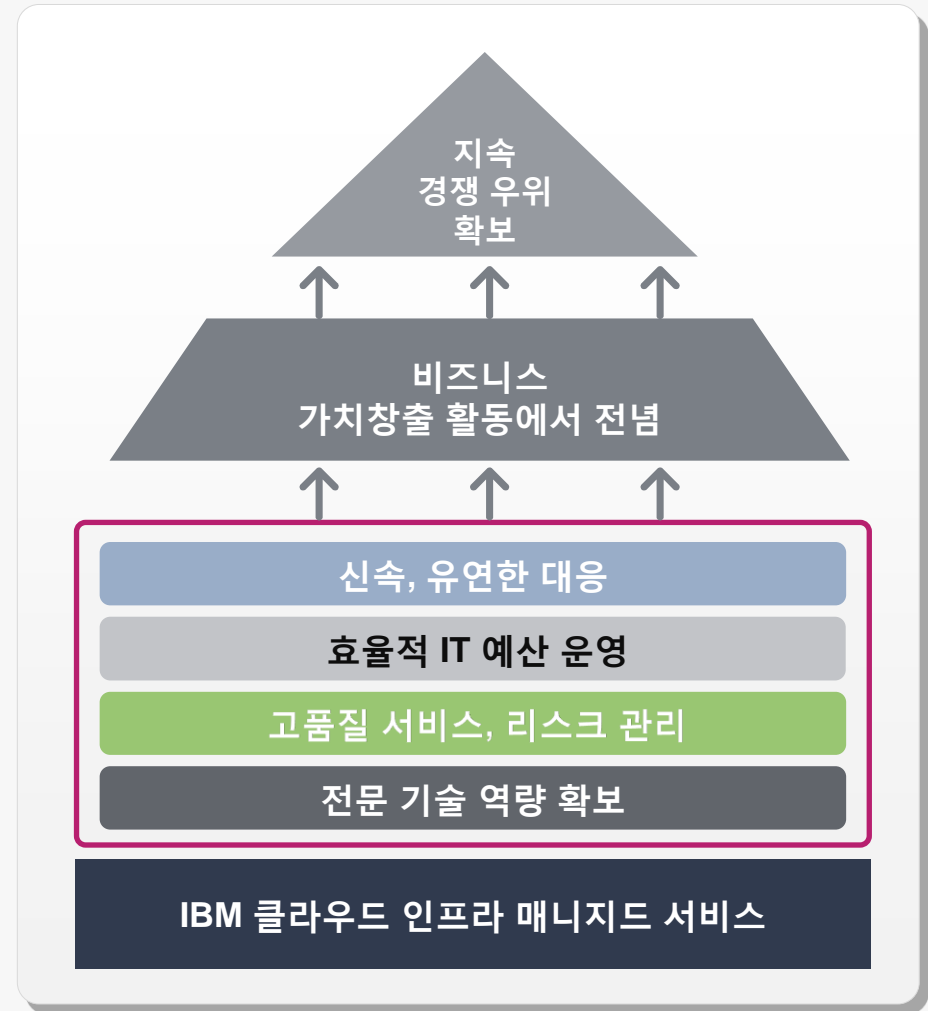 지속
경쟁 우위
확보
비즈니스
가치창출 활동에서 전념
신속, 유연한 대응
효율적 IT 예산 운영
고품질 서비스, 리스크 관리
전문 기술 역량 확보
IBM 클라우드 인프라 매니지드 서비스